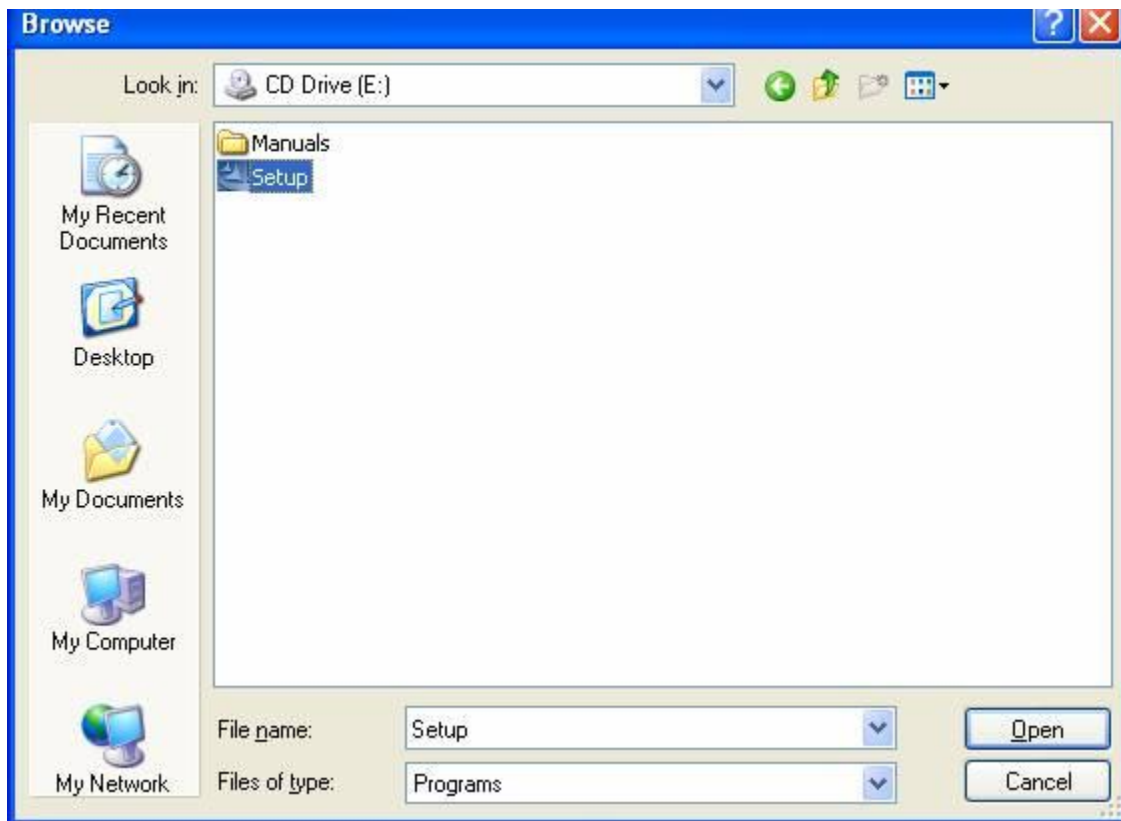 Browse
Look in: CD Drive (E:)
Manuals
Setup
My Recent
Documents
Desktop
My Documents
My Computer
My Network
File name: Setup Open
Files of type: Programs Cancel